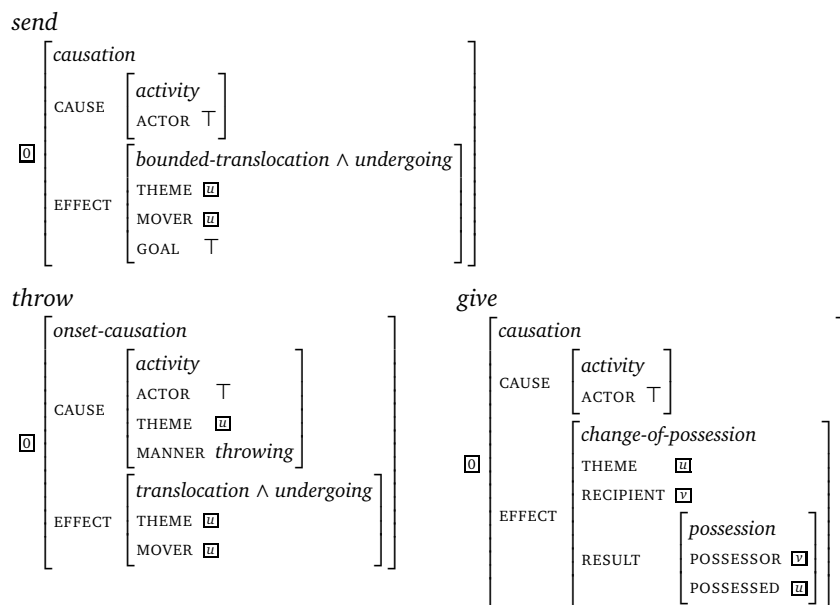 send
causation
CAUSE activity
ACTOR ⊤
0
EFFECT bounded-translocation ∧ undergoing
THEME u
MOVER u
GOAL ⊤
throw
onset-causation
CAUSE activity
ACTOR ⊤
THEME u
MANNER throwing
0
EFFECT translocation ∧ undergoing
THEME u
MOVER u
give
causation
CAUSE activity
ACTOR ⊤
0
EFFECT change-of-possession
THEME u
RECIPIENT v
RESULT possession
POSSESSOR v
POSSESSED u